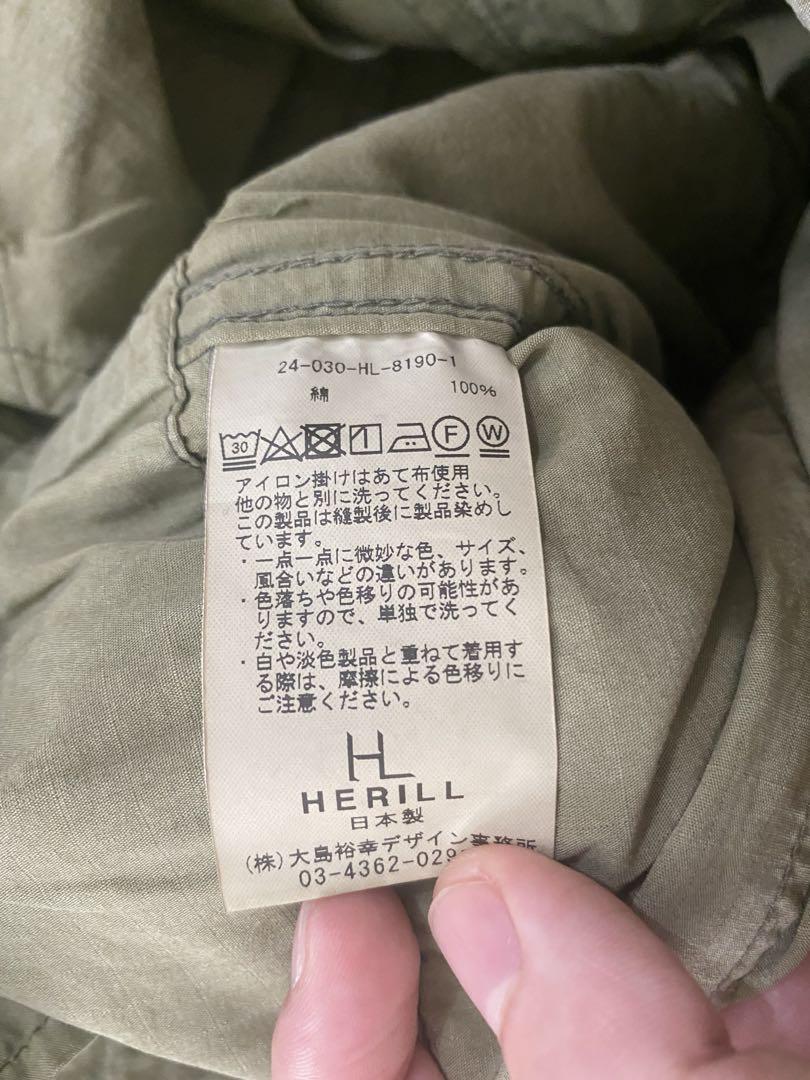 24-030-HL-8190-1
綿 100%
30 F W
アイロン掛けはあて布使用
他の物と別に洗ってください。
この製品は縫製後に製品染めし
ています。
・一点一点に微妙な色、サイズ、
風合いなどの違いがあります。
・色落ちや色移りの可能性があ
りますので、単独で洗ってく
ださい。
・白や淡色製品と重ねて着用す
る際は、摩擦による色移りに
ご注意ください。
HL
HERILL
日本製
(株)大島裕幸デザイン事務所
03-4362-029